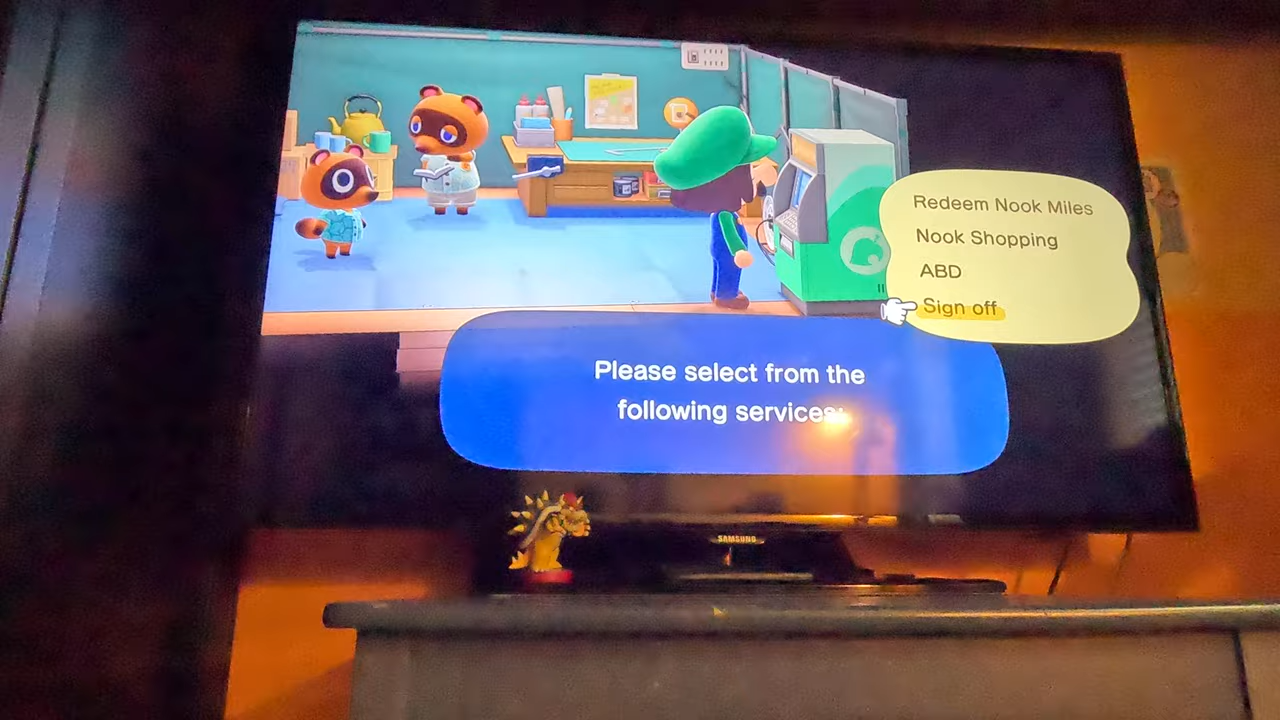 Redeem Nook Miles
Nook Shopping
ABD
Sign off
Please select from the
following services:
SAMSUNG